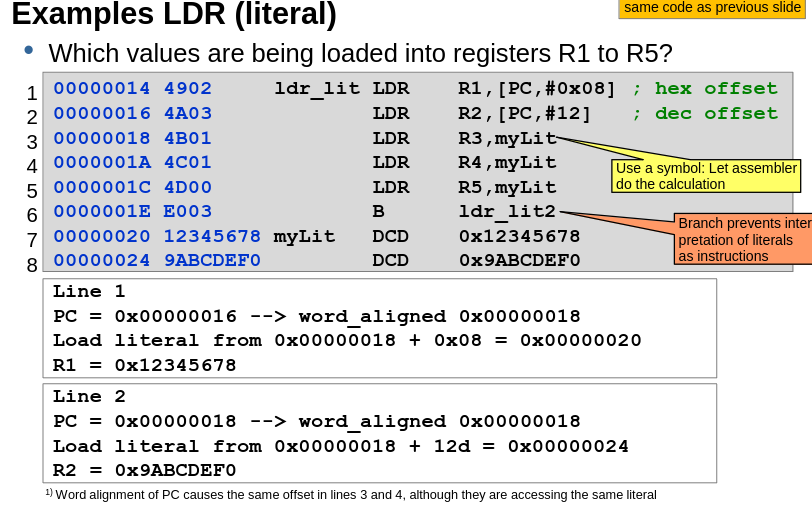 Examples LDR (literal)
same code as previous slide
• Which values are being loaded into registers R1 to R5?
1 00000014 4902 ldr_lit LDR R1,[PC,#0x08] ; hex offset
2 00000016 4A03 LDR R2,[PC,#12] ; dec offset
3 00000018 4B01 LDR R3,myLit
4 0000001A 4C01 LDR R4,myLit
5 0000001C 4D00 LDR R5,myLit
6 0000001E E003 B ldr_lit2
7 00000020 12345678 myLit DCD 0x12345678
8 00000024 9ABCDEF0 DCD 0x9ABCDEF0
Use a symbol: Let assembler
do the calculation
Branch prevents inter
pretation of literals
as instructions
Line 1
PC = 0x00000016 --> word_aligned 0x00000018
Load literal from 0x00000018 + 0x08 = 0x00000020
R1 = 0x12345678
Line 2
PC = 0x00000018 --> word_aligned 0x00000018
Load literal from 0x00000018 + 12d = 0x00000024
R2 = 0x9ABCDEF0
1) Word alignment of PC causes the same offset in lines 3 and 4, although they are accessing the same literal